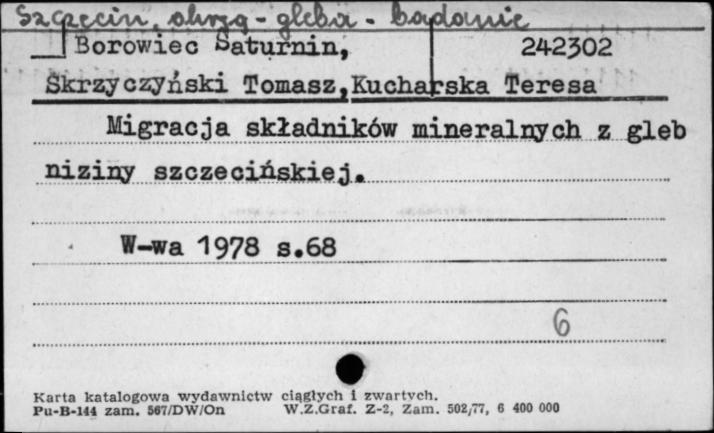 Szczecin, okręg - gleba - badanie
Borowiec Saturnin, 242302
Skrzyczyński Tomasz,Kucharska Teresa
Migracja składników mineralnych z gleb
niziny szczecińskiej.
W-wa 1978 s.68
6
Karta katalogowa wydawnictw ciągłych i zwartych.
Pu-B-144 zam. 567/DW/On W.Z.Graf. Z-2, Zam. 502/77, 6 400 000